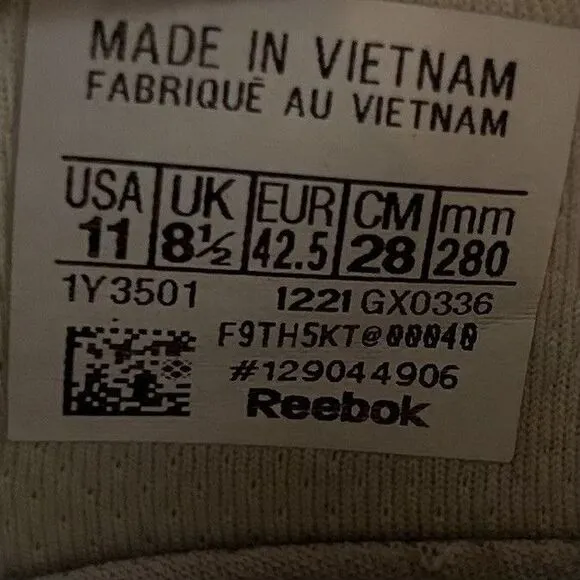 MADE IN VIETNAM
FABRIQUÉ AU VIETNAM
USA UK EUR CM mm
11 8½ 42.5 28 280
1Y3501 1221 GX0336
F9TH5KT@00040
#129044906
Reebok